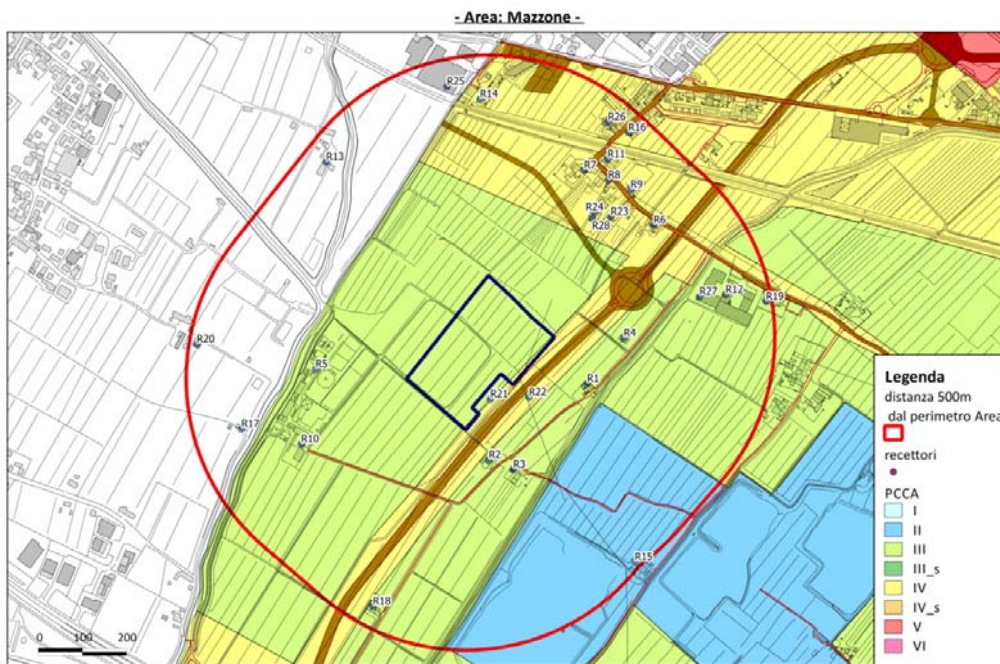 - Area: Mazzone -
R25
R14
R26
R16
R13
R11
R7
R8
R9
R24
R23
R28
R6
R27
R12
R19
R4
R20
R5
R1
R21
R22
R17
R10
R2
R3
R15
R18
0 100 200
Legenda
distanza 500m
dal perimetro Area
recettori
PCCA
I
II
III
III_s
IV
IV_s
V
VI